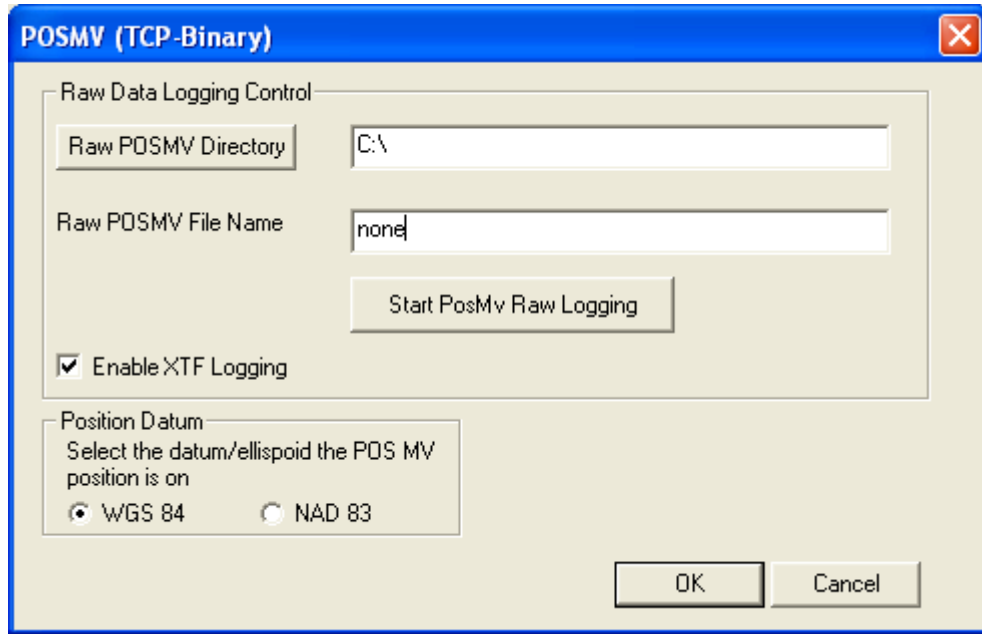 POSMV (TCP-Binary)
Raw Data Logging Control
Raw POSMV Directory
C:\
Raw POSMV File Name
none
Start PosMv Raw Logging
Enable XTF Logging
Position Datum
Select the datum/ellispoid the POS MV
position is on
WGS 84
NAD 83
OK
Cancel